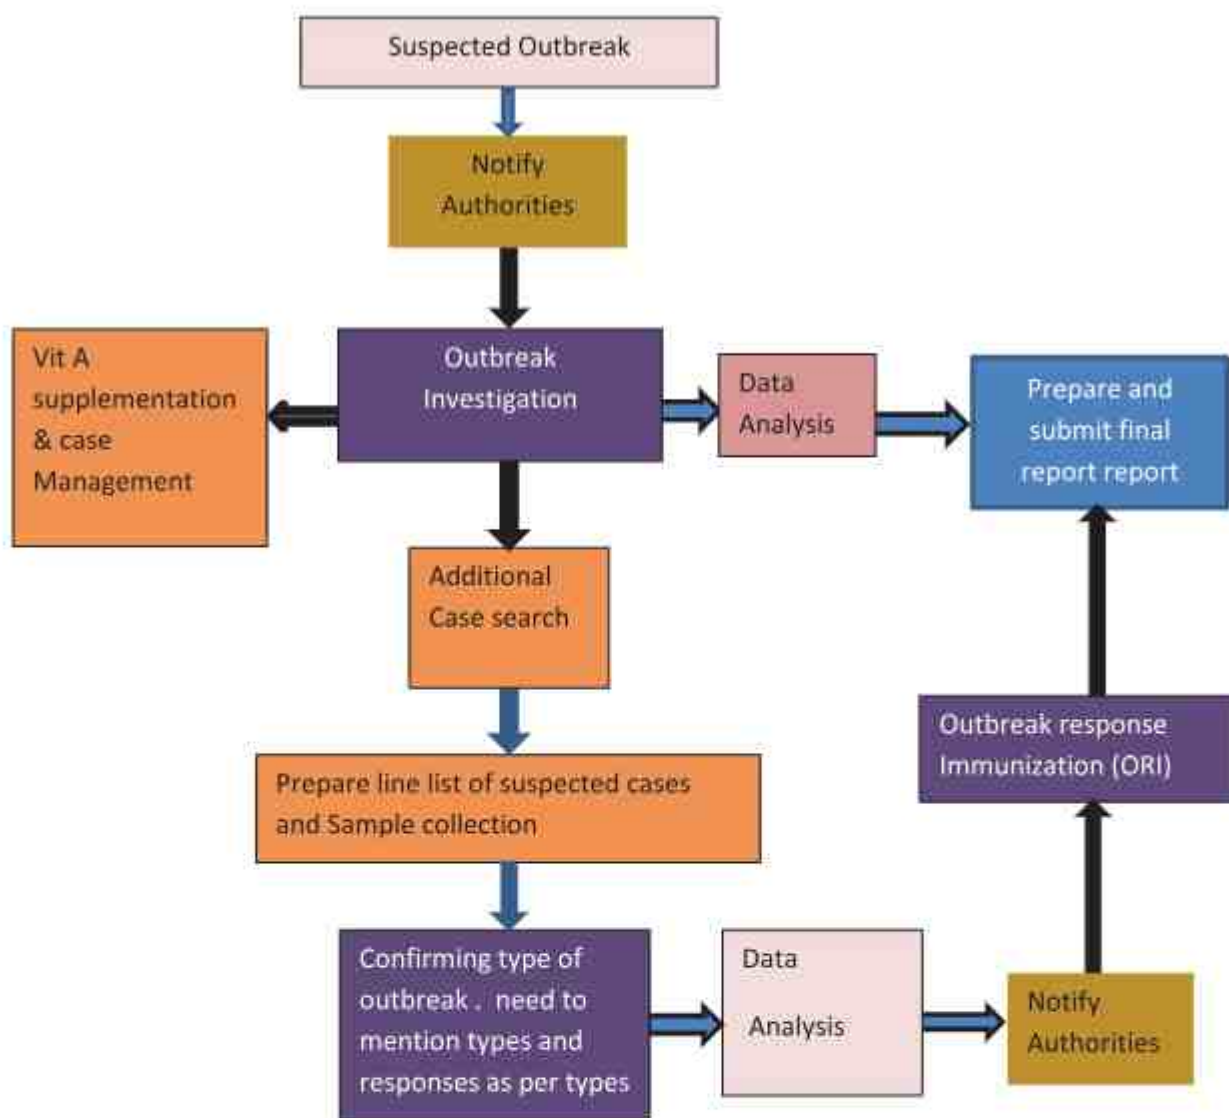 Suspected Outbreak
Notify
Authorities
Vit A
supplementation
& case
Management
Outbreak
Investigation
Data
Analysis
Prepare and
submit final
report report
Additional
Case search
Outbreak response
Immunization (ORI)
Prepare line list of suspected cases
and Sample collection
Confirming type of
outbreak . need to
mention types and
responses as per types
Data
Analysis
Notify
Authorities